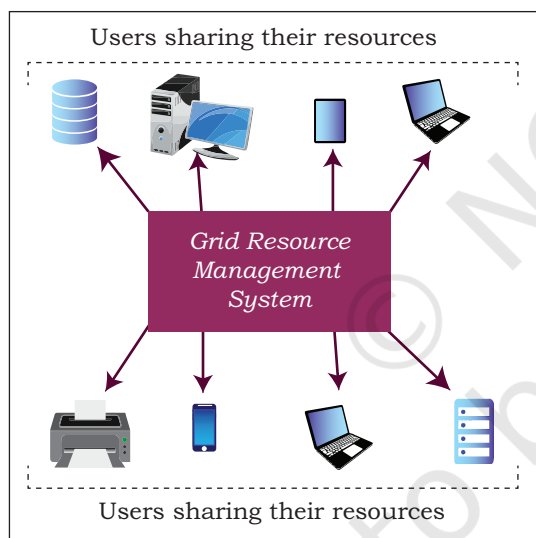 Users sharing their resources
Grid Resource
Management
System
Users sharing their resources